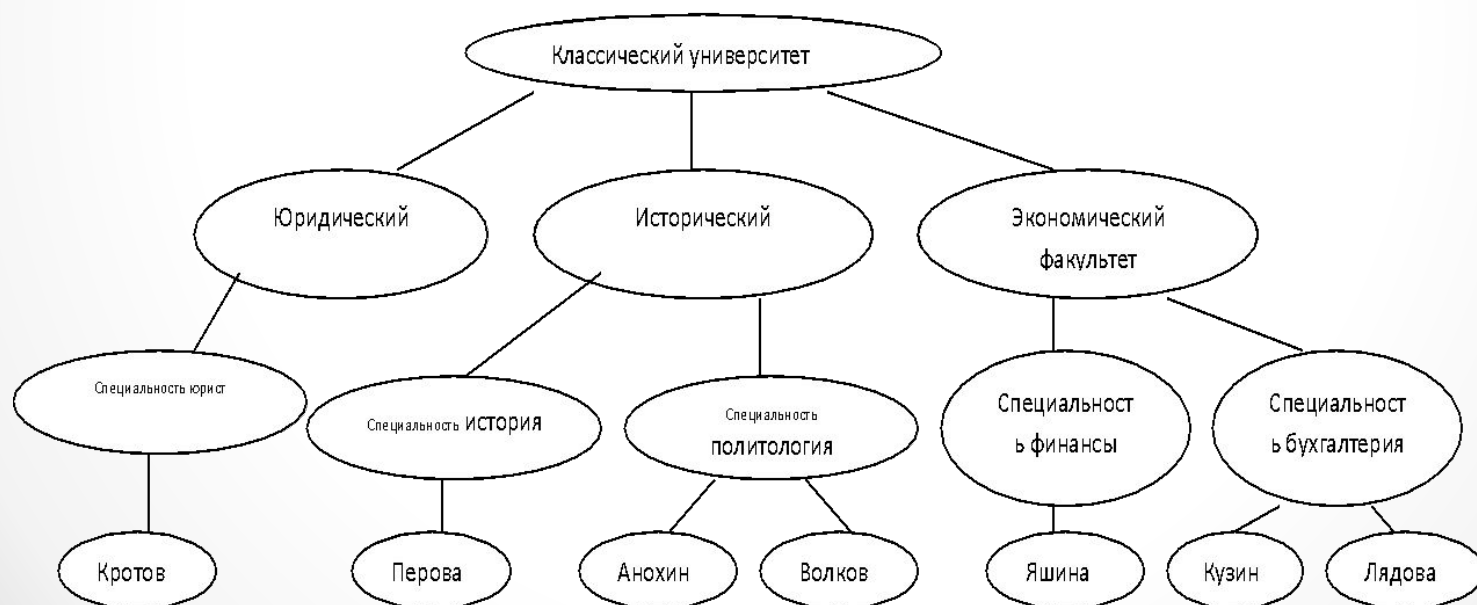 Классический университет
Юридический
Исторический
Экономический
факультет
Специальность юрист
Специальность история
Специальность
политология
Специальност
ь финансы
Специальност
ь бухгалтерия
Кротов
Перова
Анохин
Волков
Яшина
Кузин
Лядова